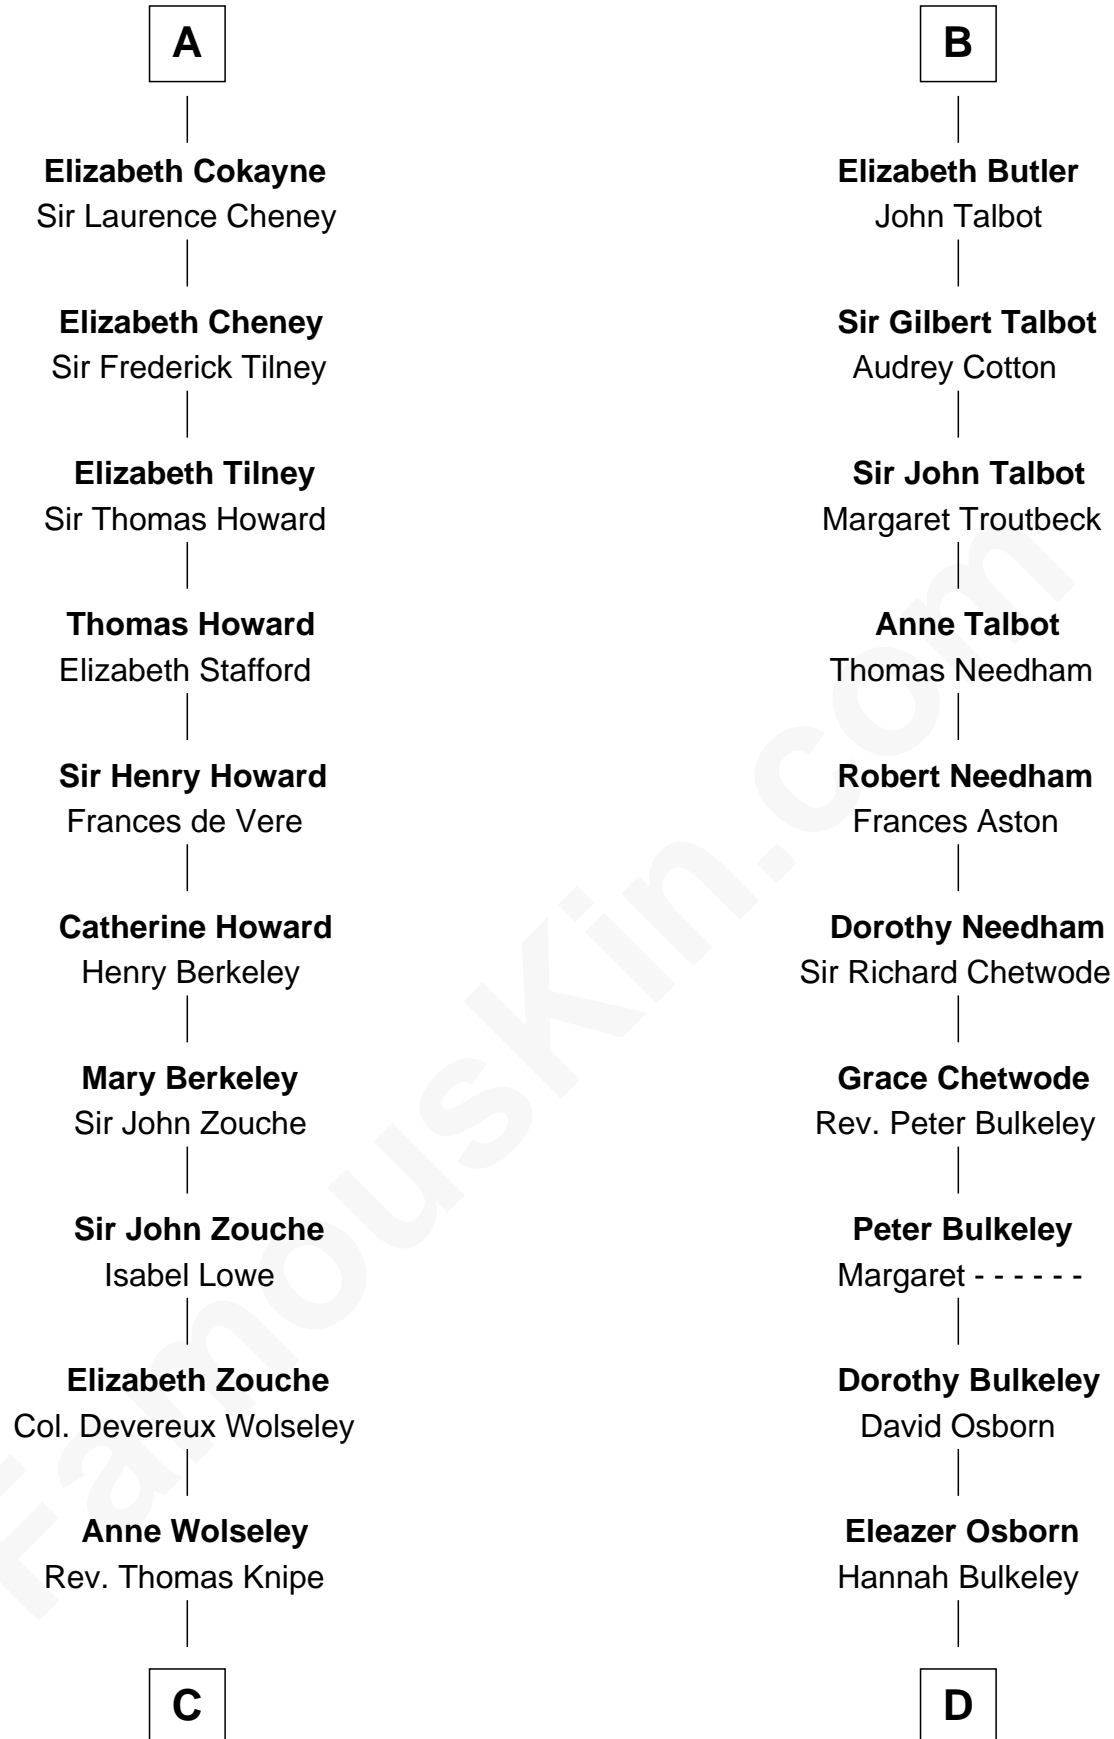 A
Elizabeth Cokayne
Sir Laurence Cheney
Elizabeth Cheney
Sir Frederick Tilney
Elizabeth Tilney
Sir Thomas Howard
Thomas Howard
Elizabeth Stafford
Sir Henry Howard
Frances de Vere
Catherine Howard
Henry Berkeley
Mary Berkeley
Sir John Zouche
Sir John Zouche
Isabel Lowe
Elizabeth Zouche
Col. Devereux Wolseley
Anne Wolseley
Rev. Thomas Knipe
C
B
Elizabeth Butler
John Talbot
Sir Gilbert Talbot
Audrey Cotton
Sir John Talbot
Margaret Troutbeck
Anne Talbot
Thomas Needham
Robert Needham
Frances Aston
Dorothy Needham
Sir Richard Chetwode
Grace Chetwode
Rev. Peter Bulkeley
Peter Bulkeley
Margaret - - - - - -
Dorothy Bulkeley
David Osborn
Eleazer Osborn
Hannah Bulkeley
D
FamousKin.com